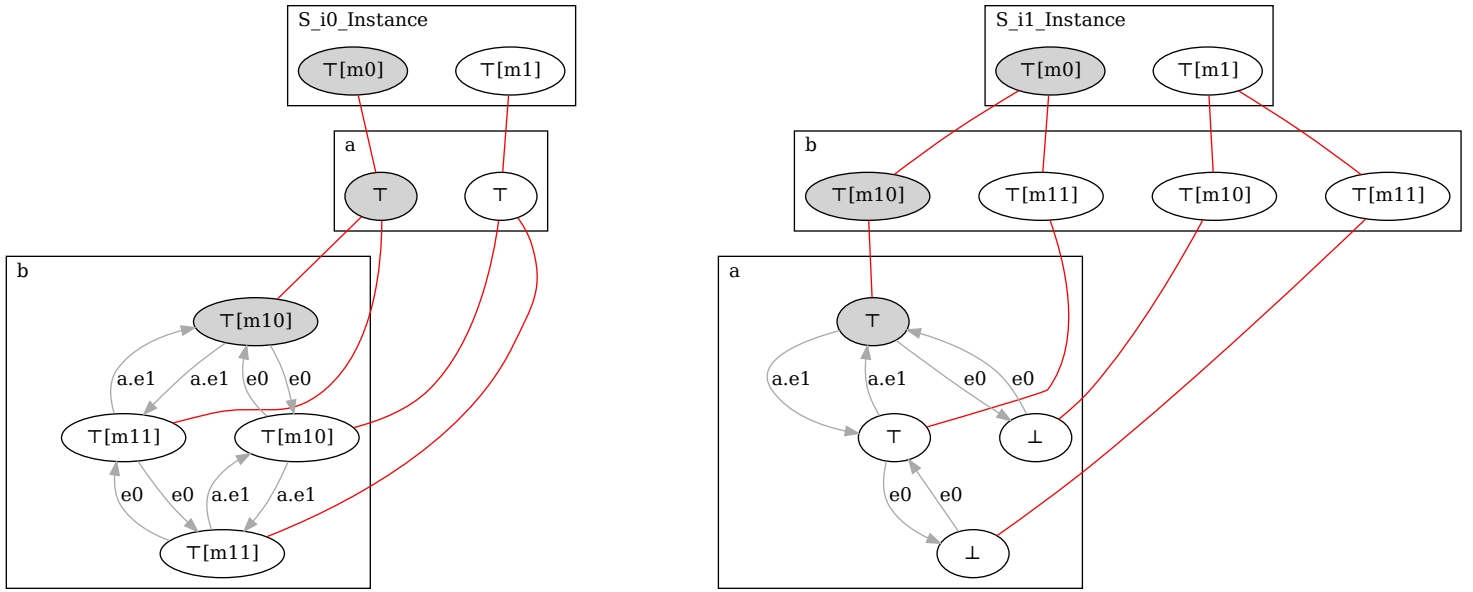 S_i0_Instance
⊤[m0]
⊤[m1]
a
⊤
⊤
b
⊤[m10]
a.e1
a.e1
e0
e0
⊤[m11]
⊤[m10]
e0
e0
a.e1
a.e1
⊤[m11]
S_i1_Instance
⊤[m0]
⊤[m1]
b
⊤[m10]
⊤[m11]
⊤[m10]
⊤[m11]
a
⊤
a.e1
a.e1
e0
e0
⊤
⊥
e0
e0
⊥